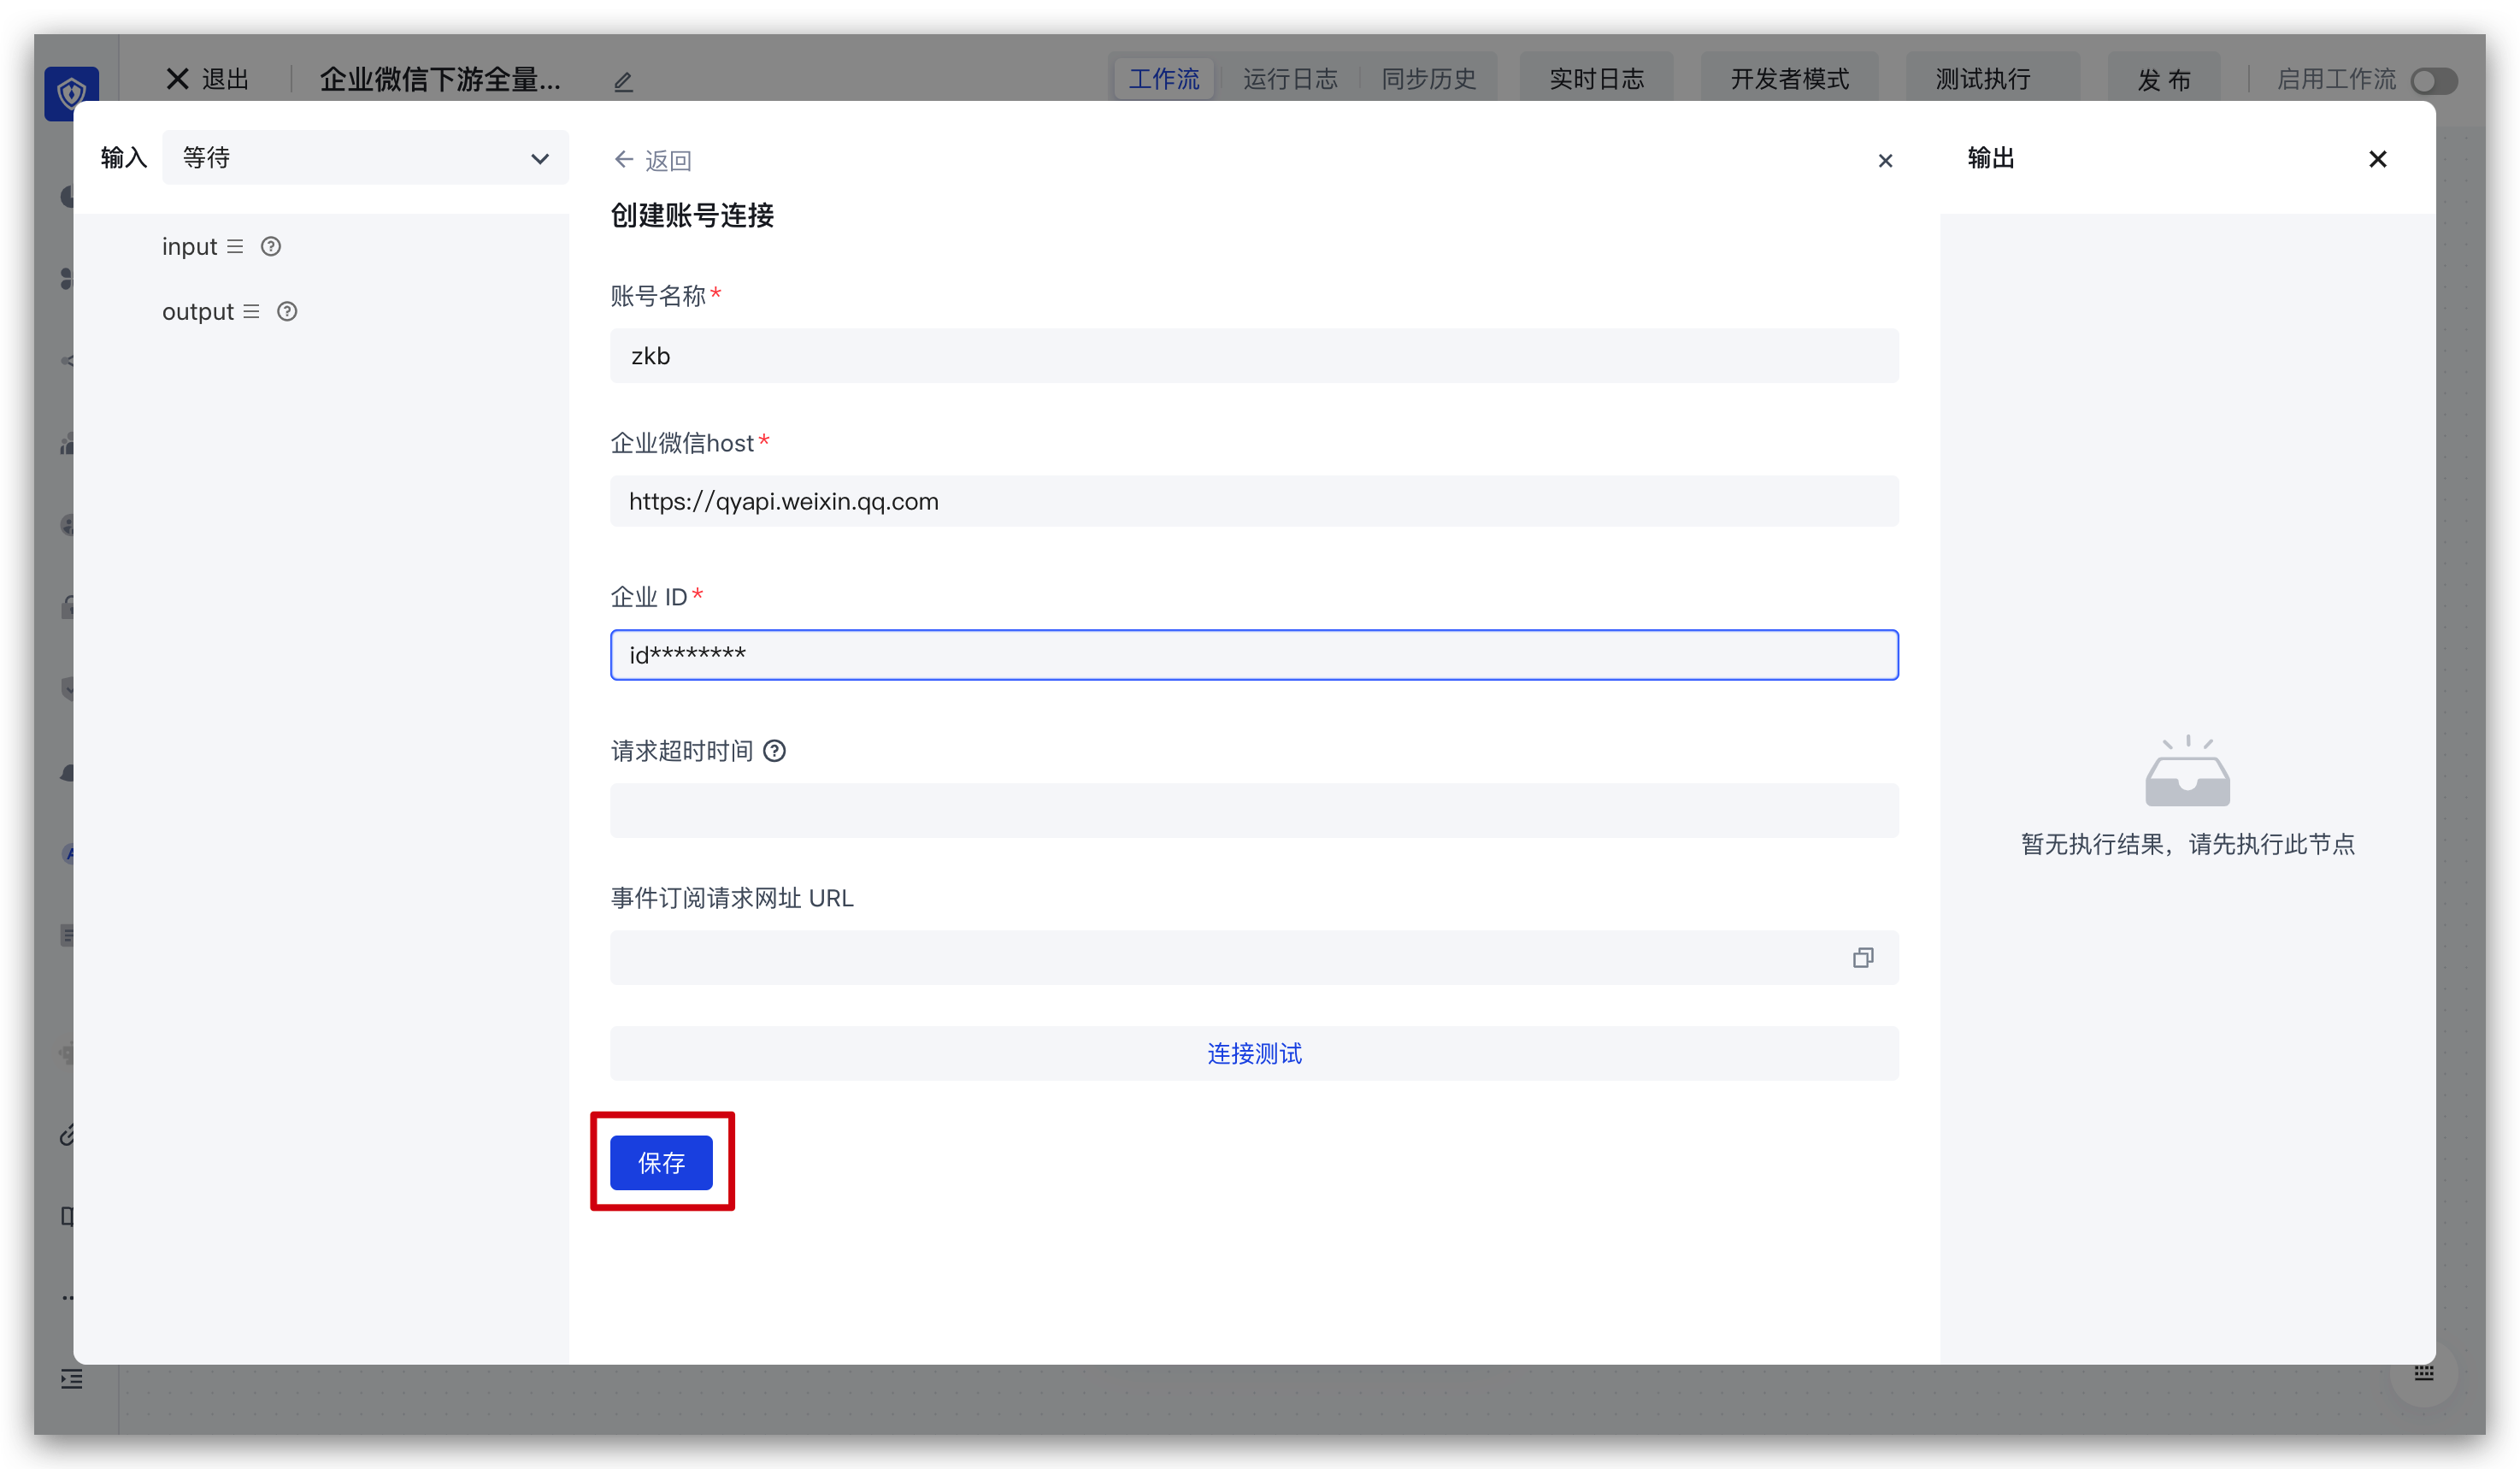 退出
企业微信下游全量...
工作流
运行日志
同步历史
实时日志
开发者模式
测试执行
发 布
启用工作流
输入
等待
input
output
返回
创建账号连接
账号名称*
zkb
企业微信host*
https://qyapi.weixin.qq.com
企业 ID*
id********
请求超时时间
事件订阅请求网址 URL
连接测试
保存
输出
暂无执行结果，请先执行此节点